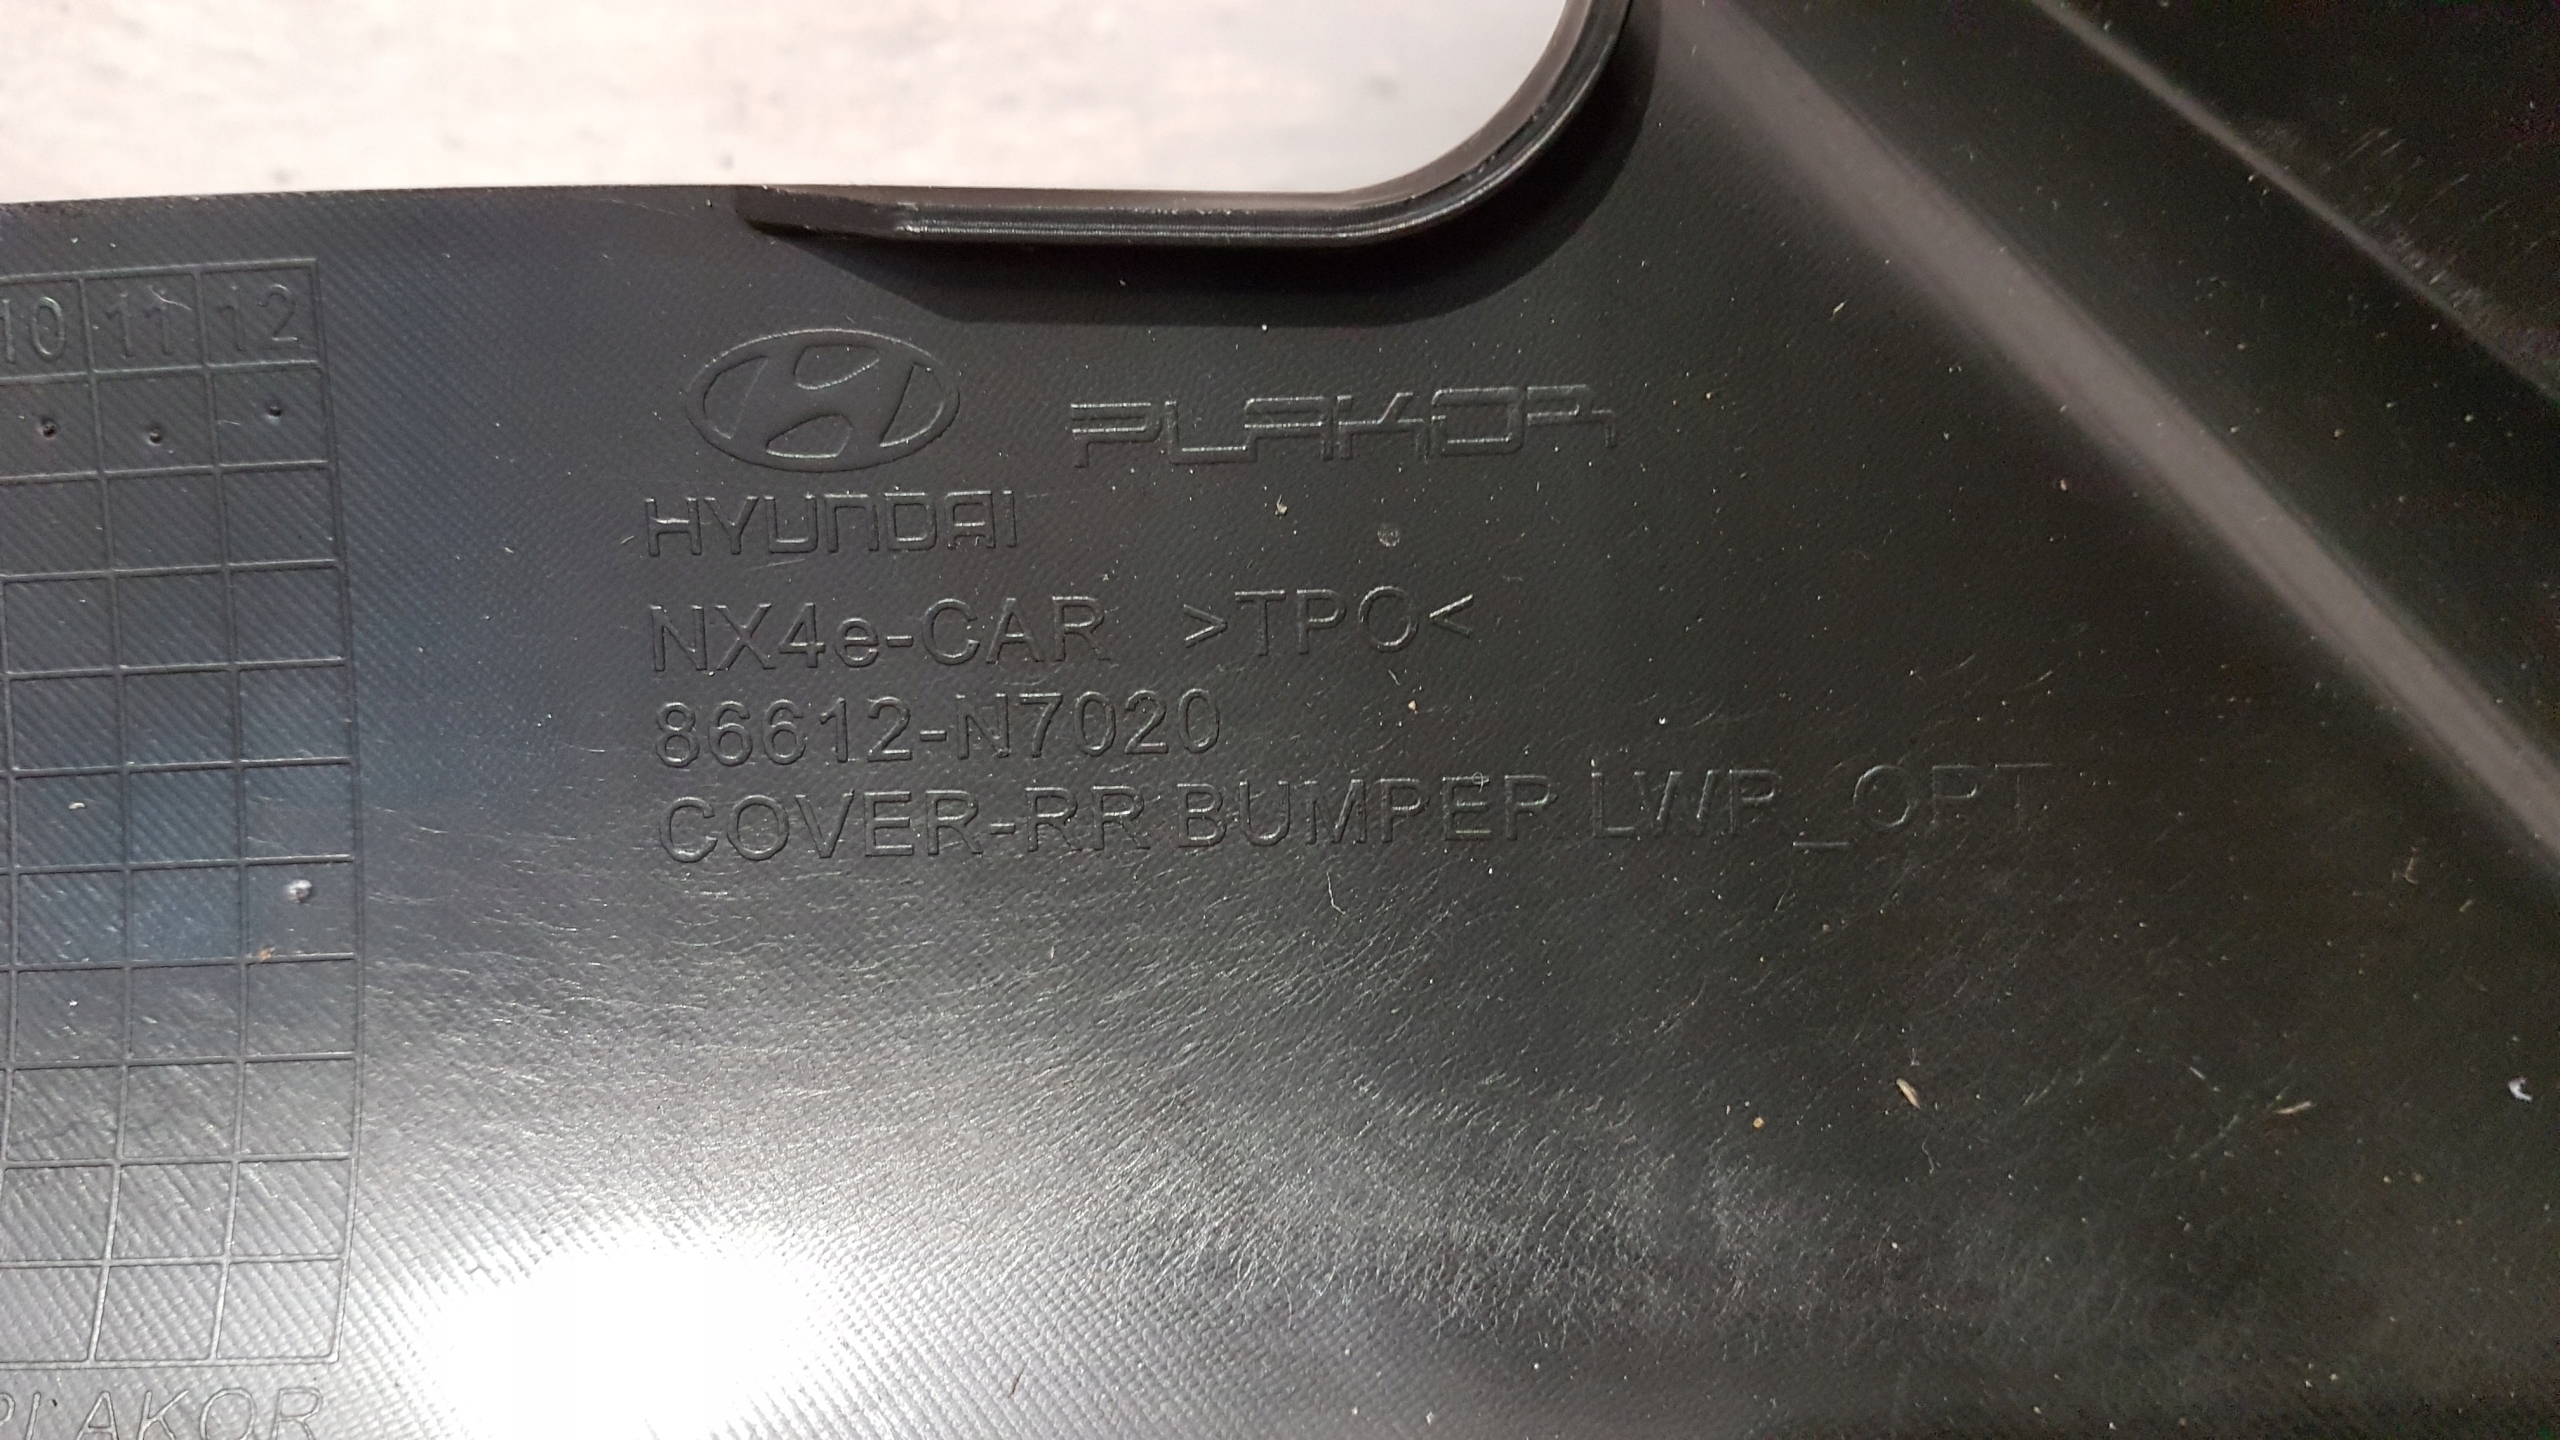 10 11 12
PLAKOR
HYUNDAI
NX4e-CAR >TPO<
86612-N7020
COVER-RR BUMPER LWR_OPT
PLAKOR